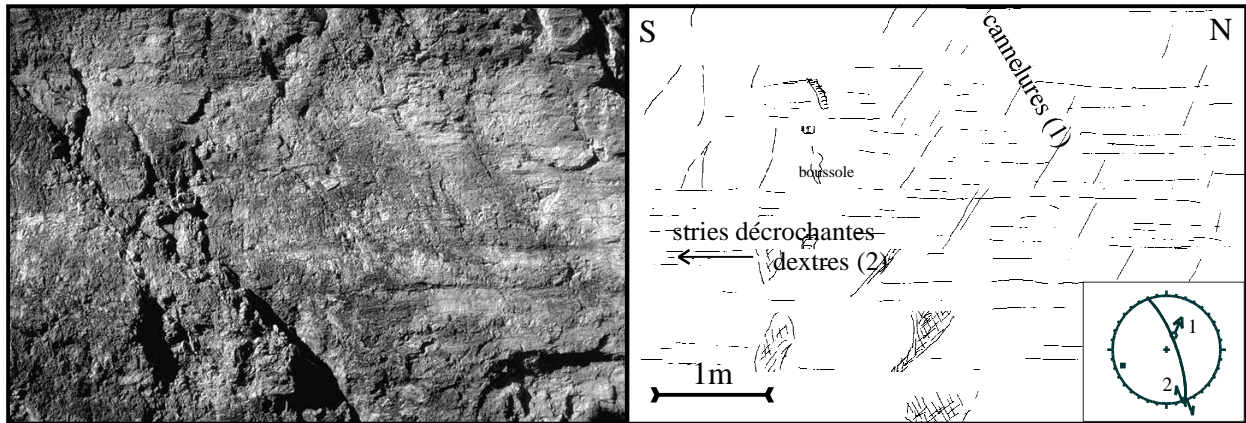 S
N
cannelures (1)
boussole
stries décrochantes
dextres (2)
1m
1
2